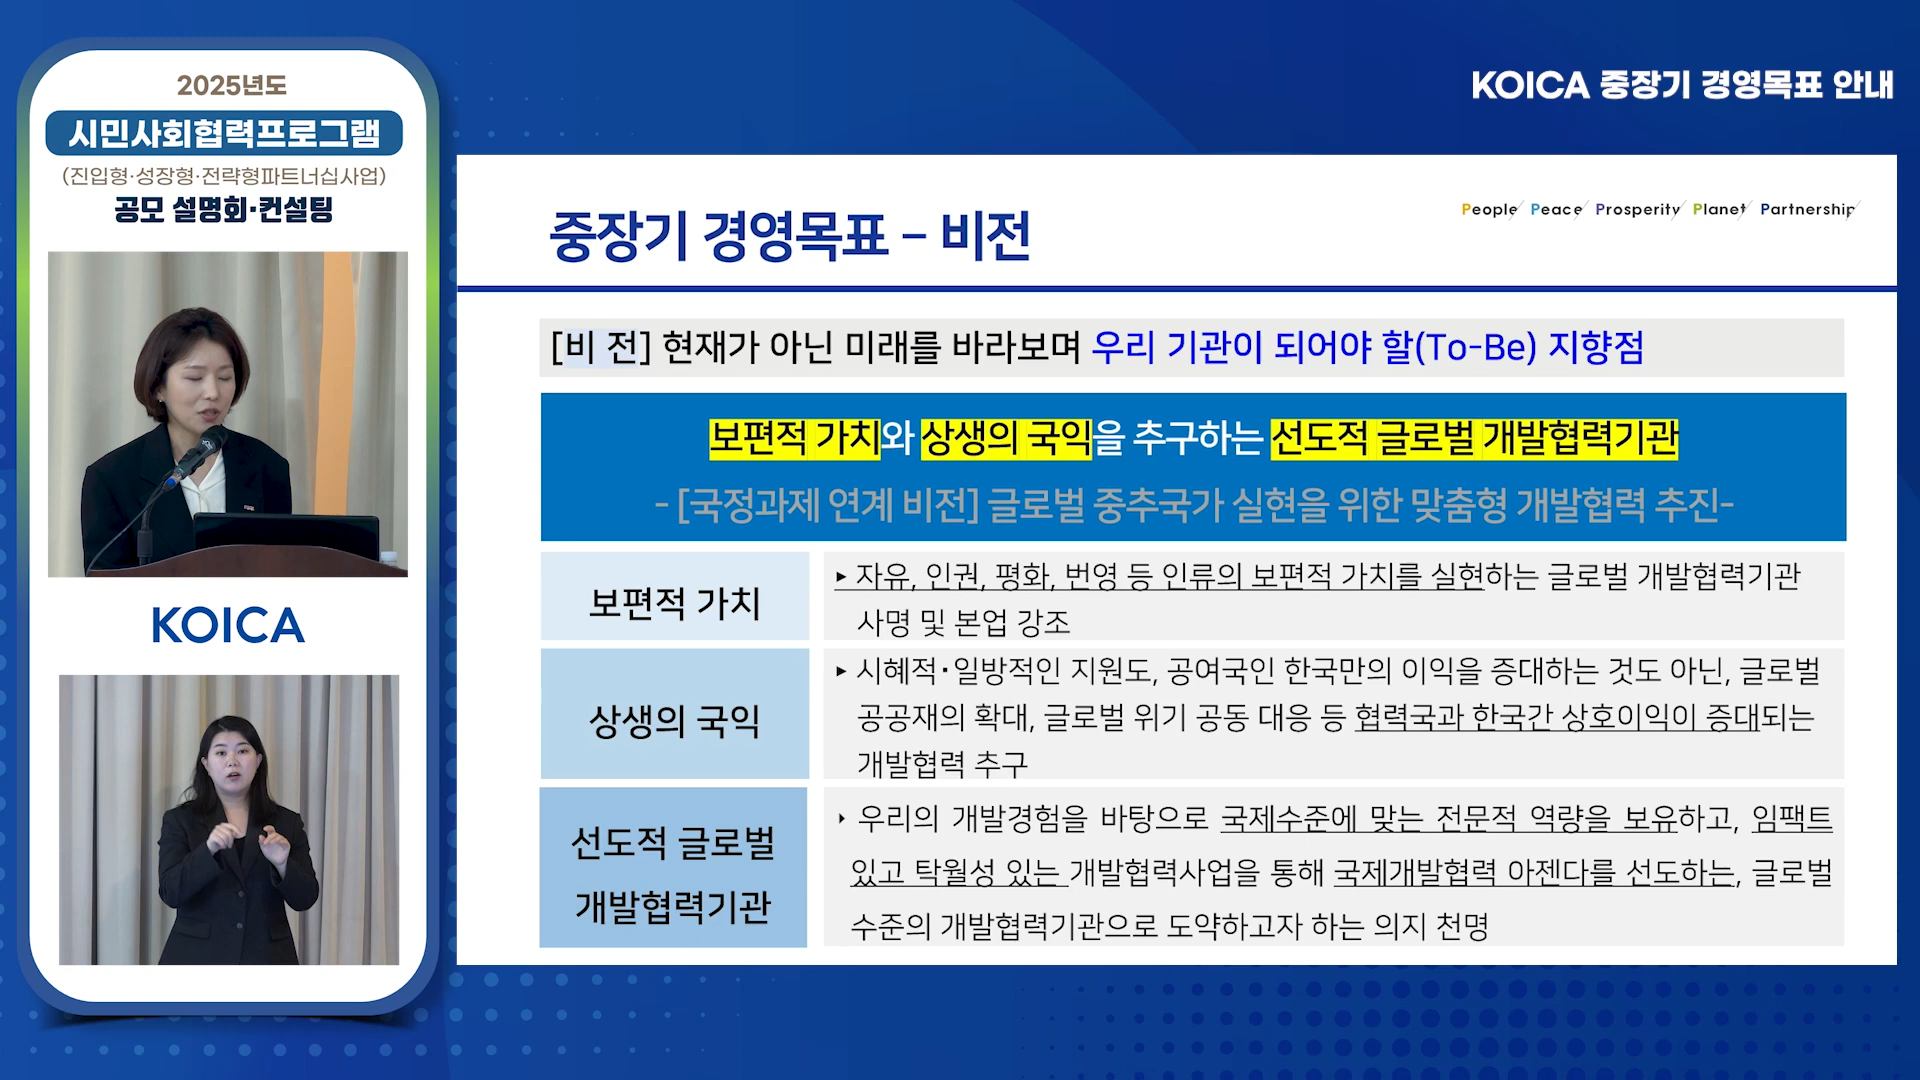 2025년도
시민사회협력프로그램
(진입형·성장형·전략형파트너십사업)
공모 설명회·컨설팅
KOICA
KOICA 중장기 경영목표 안내
중장기 경영목표 – 비전
People Peace Prosperity Planet Partnership
[비 전] 현재가 아닌 미래를 바라보며 우리 기관이 되어야 할(To-Be) 지향점
보편적 가치와 상생의 국익을 추구하는 선도적 글로벌 개발협력기관
- [국정과제 연계 비전] 글로벌 중추국가 실현을 위한 맞춤형 개발협력 추진-
보편적 가치
▸ 자유, 인권, 평화, 번영 등 인류의 보편적 가치를 실현하는 글로벌 개발협력기관
사명 및 본업 강조
상생의 국익
▸ 시혜적·일방적인 지원도, 공여국인 한국만의 이익을 증대하는 것도 아닌, 글로벌
공공재의 확대, 글로벌 위기 공동 대응 등 협력국과 한국간 상호이익이 증대되는
개발협력 추구
선도적 글로벌
개발협력기관
▸ 우리의 개발경험을 바탕으로 국제수준에 맞는 전문적 역량을 보유하고, 임팩트
있고 탁월성 있는 개발협력사업을 통해 국제개발협력 아젠다를 선도하는, 글로벌
수준의 개발협력기관으로 도약하고자 하는 의지 천명